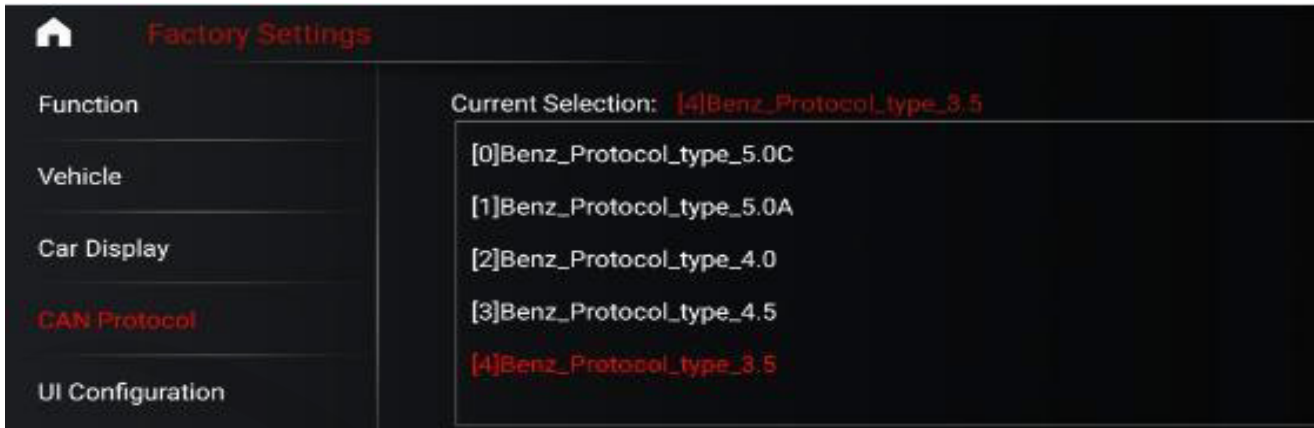 Factory Settings
Function
Vehicle
Car Display
CAN Protocol
UI Configuration
Current Selection: [4]Benz_Protocol_type_3.5
[0]Benz_Protocol_type_5.0C
[1]Benz_Protocol_type_5.0A
[2]Benz_Protocol_type_4.0
[3]Benz_Protocol_type_4.5
[4]Benz_Protocol_type_3.5